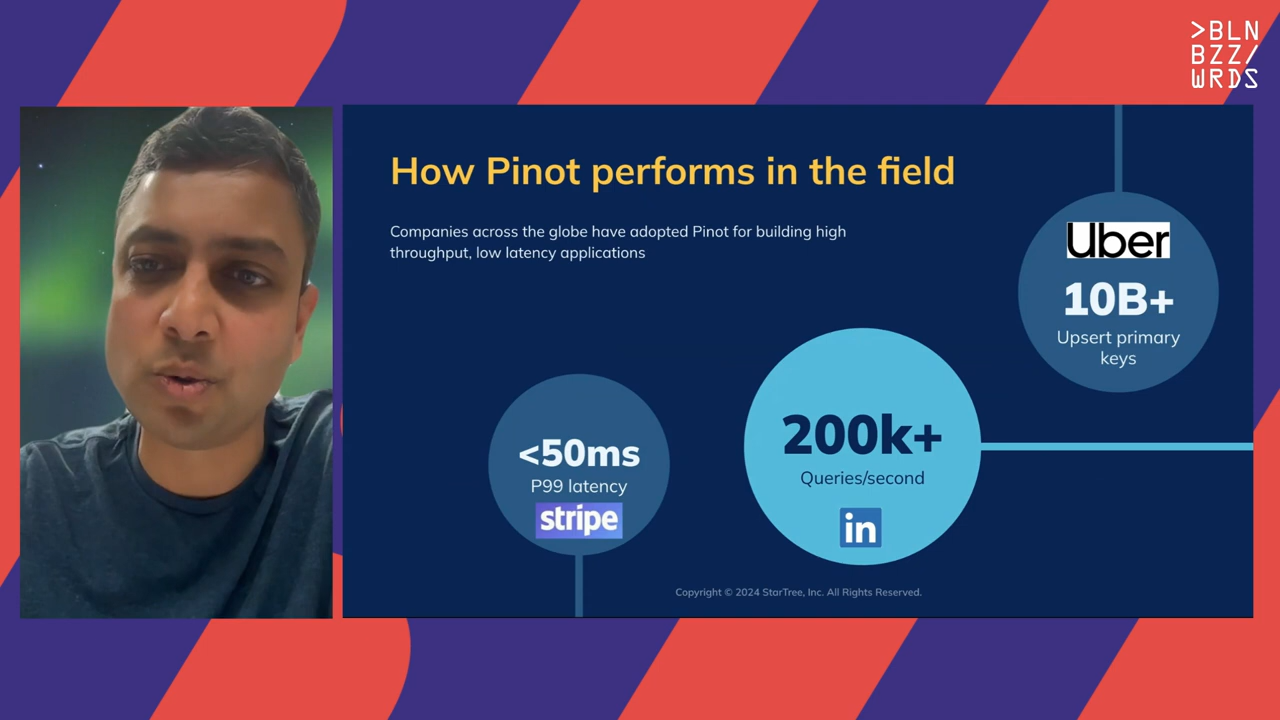 >BLN
BZZ/
WRDS
How Pinot performs in the field
Companies across the globe have adopted Pinot for building high
throughput, low latency applications
Uber
10B+
Upsert primary
keys
200k+
Queries/second
in
<50ms
P99 latency
stripe
Copyright © 2024 StarTree, Inc. All Rights Reserved.